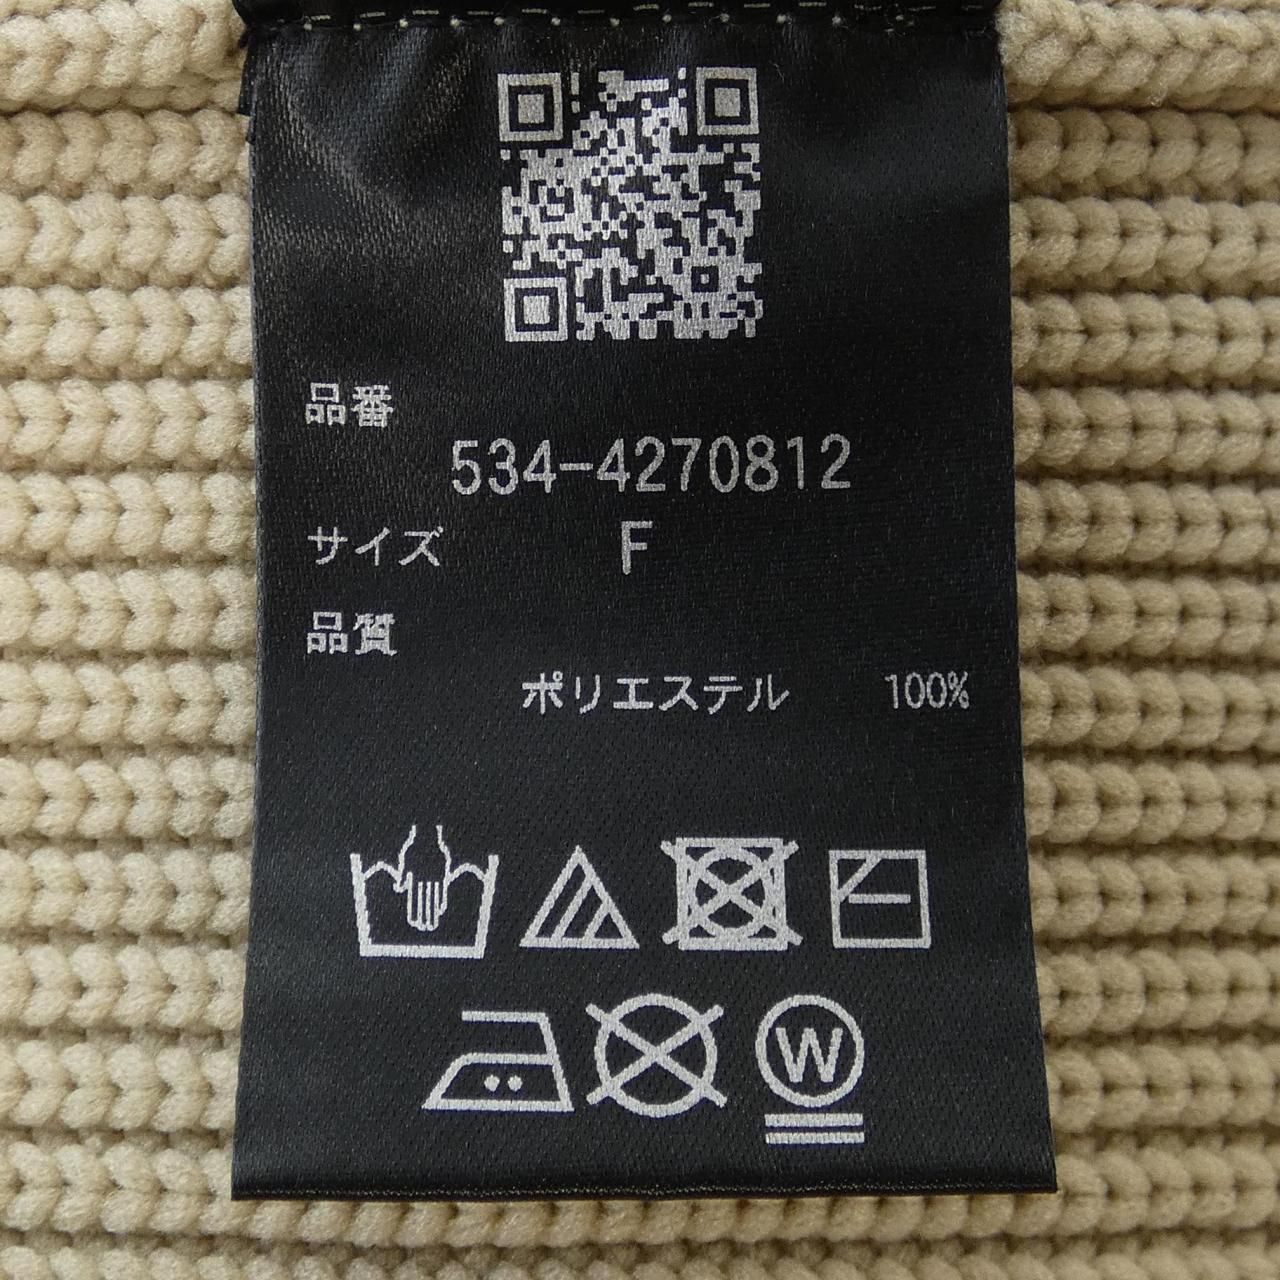 品番
534-4270812
サイズ F
品質
ポリエステル 100%
W